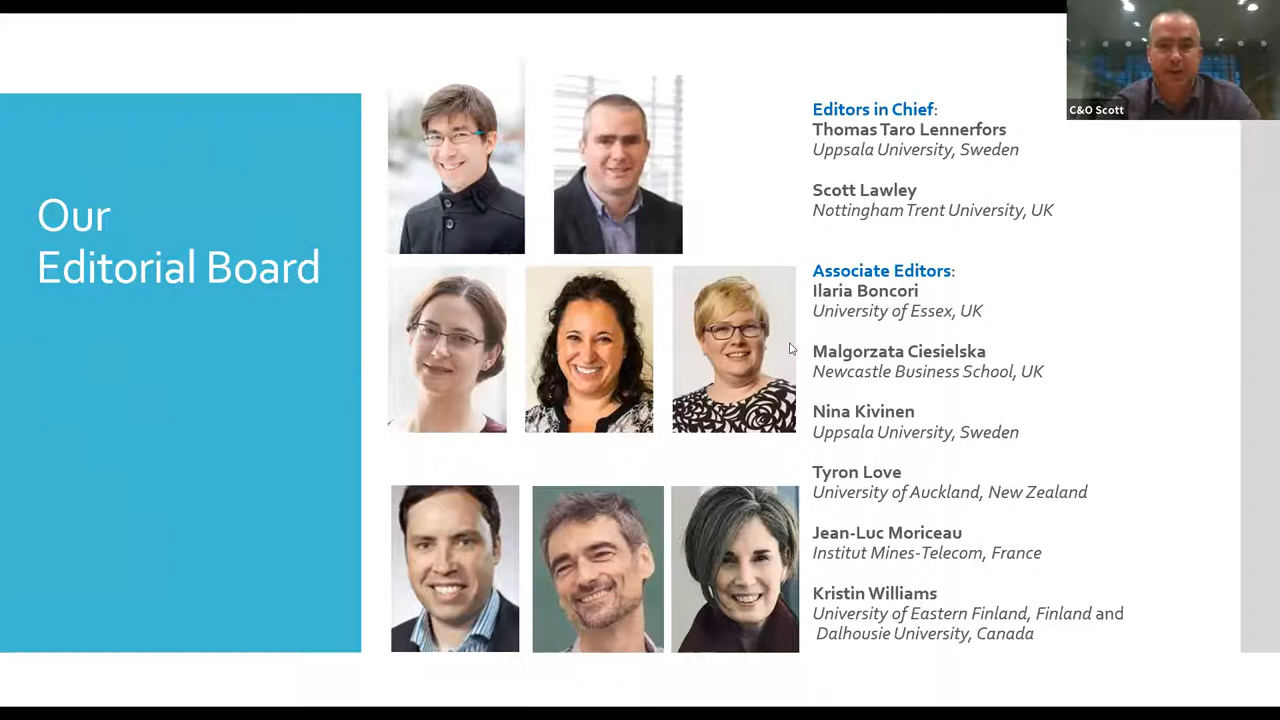 Our
Editorial Board
Editors in Chief:
Thomas Taro Lennerfors
Uppsala University, Sweden
Scott Lawley
Nottingham Trent University, UK
Associate Editors:
Ilaria Boncori
University of Essex, UK
Malgorzata Ciesielska
Newcastle Business School, UK
Nina Kivinen
Uppsala University, Sweden
Tyron Love
University of Auckland, New Zealand
Jean-Luc Moriceau
Institut Mines-Telecom, France
Kristin Williams
University of Eastern Finland, Finland and
Dalhousie University, Canada
C&O Scott